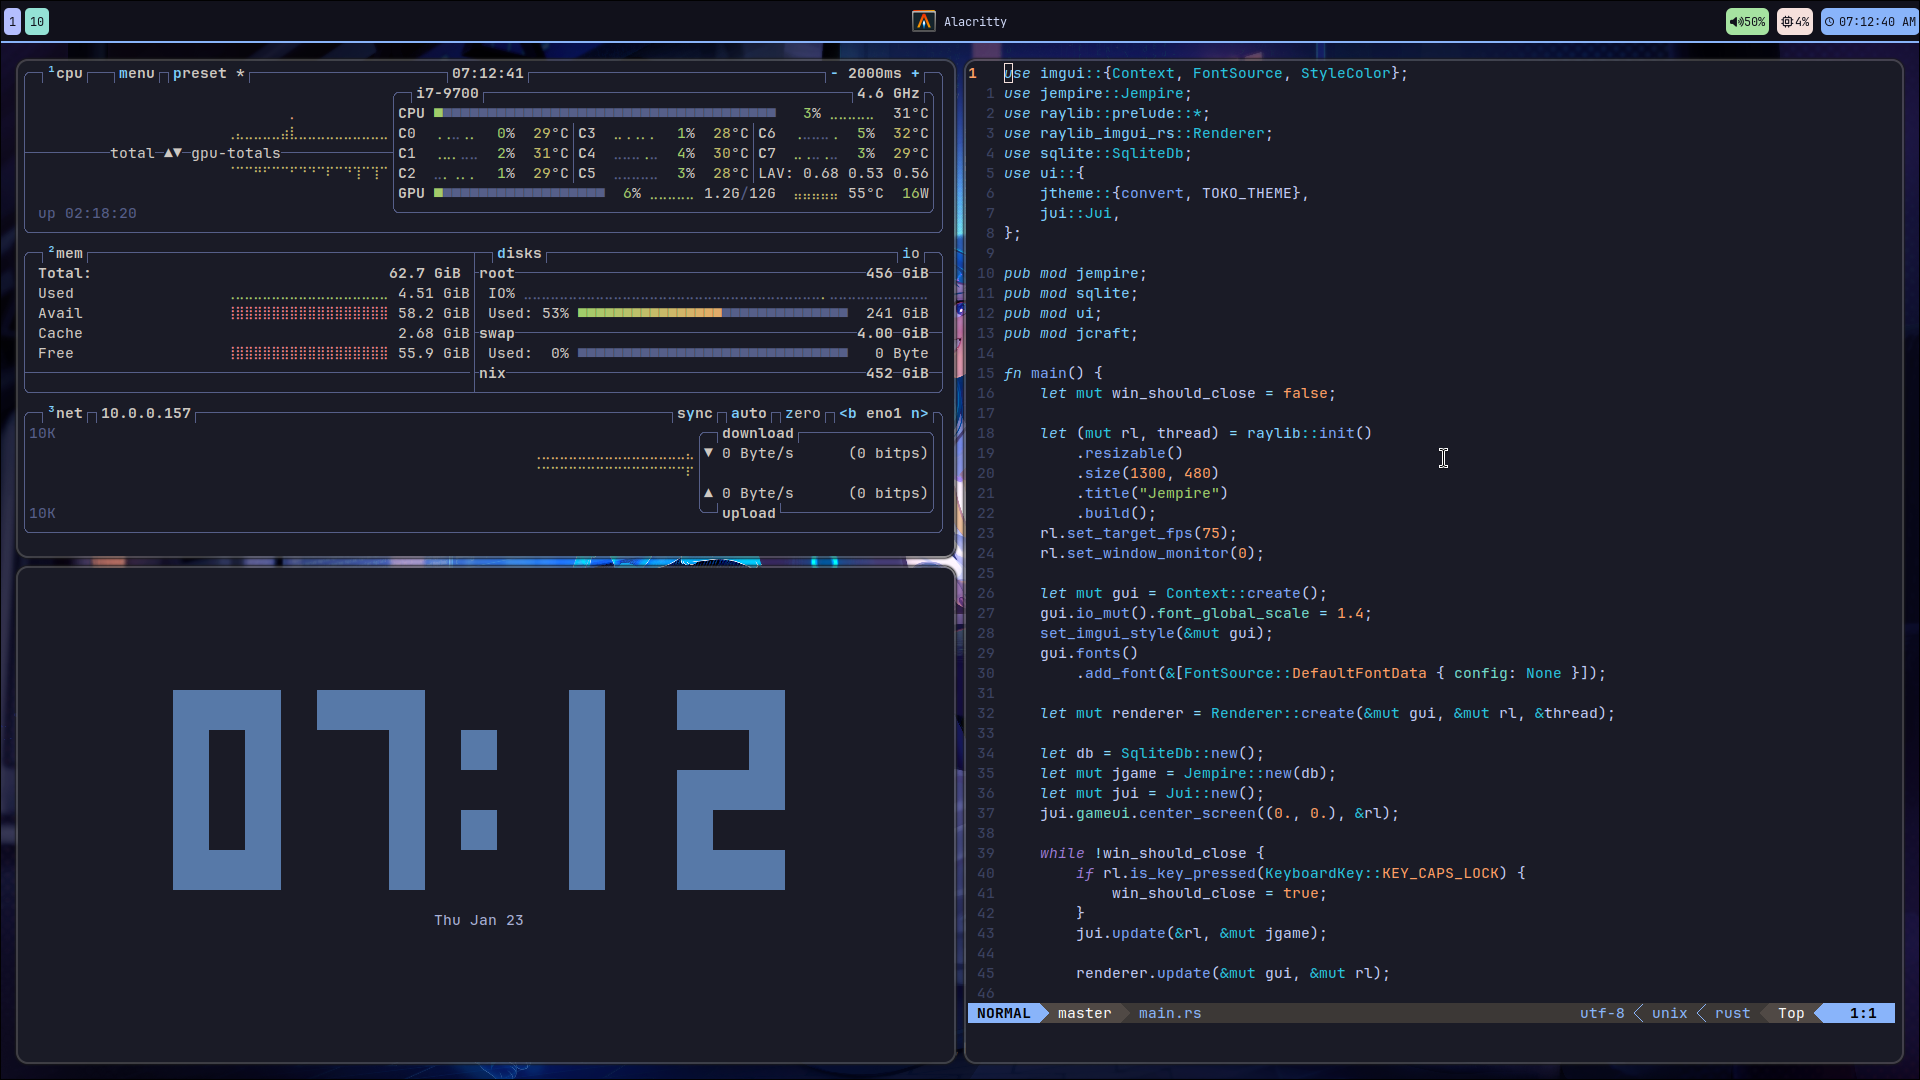 1 10 Alacritty 50% 4% 07:12:40 AM
1cpu menu preset * 07:12:41 - 2000ms +
i7-9700 4.6 GHz
CPU 3% 31°C
C0 0% 29°C C3 1% 28°C C6 5% 32°C
total ▲▼ gpu-totals C1 2% 31°C C4 4% 30°C C7 3% 29°C
C2 1% 29°C C5 3% 28°C LAV: 0.68 0.53 0.56
GPU 6% 1.2G/12G 55°C 16W
up 02:18:20
2mem disks io
Total: 62.7 GiB root 456 GiB
Used 4.51 GiB IO%
Avail 58.2 GiB Used: 53% 241 GiB
Cache 2.68 GiB swap 4.00 GiB
Free 55.9 GiB Used: 0% 0 Byte
nix 452 GiB
3net 10.0.0.157 sync auto zero <b eno1 n>
10K download
▼ 0 Byte/s (0 bitps)
▲ 0 Byte/s (0 bitps)
10K upload
07:12
Thu Jan 23
1 use imgui::{Context, FontSource, StyleColor};
1 use jempire::Jempire;
2 use raylib::prelude::*;
3 use raylib_imgui_rs::Renderer;
4 use sqlite::SqliteDb;
5 use ui::{
6 jtheme::{convert, TOKO_THEME},
7 jui::Jui,
8 };
9
10 pub mod jempire;
11 pub mod sqlite;
12 pub mod ui;
13 pub mod jcraft;
14
15 fn main() {
16 let mut win_should_close = false;
17
18 let (mut rl, thread) = raylib::init()
19 .resizable()
20 .size(1300, 480)
21 .title("Jempire")
22 .build();
23 rl.set_target_fps(75);
24 rl.set_window_monitor(0);
25
26 let mut gui = Context::create();
27 gui.io_mut().font_global_scale = 1.4;
28 set_imgui_style(&mut gui);
29 gui.fonts()
30 .add_font(&[FontSource::DefaultFontData { config: None }]);
31
32 let mut renderer = Renderer::create(&mut gui, &mut rl, &thread);
33
34 let db = SqliteDb::new();
35 let mut jgame = Jempire::new(db);
36 let mut jui = Jui::new();
37 jui.gameui.center_screen((0., 0.), &rl);
38
39 while !win_should_close {
40 if rl.is_key_pressed(KeyboardKey::KEY_CAPS_LOCK) {
41 win_should_close = true;
42 }
43 jui.update(&rl, &mut jgame);
44
45 renderer.update(&mut gui, &mut rl);
46
NORMAL master main.rs utf-8 unix rust Top 1:1